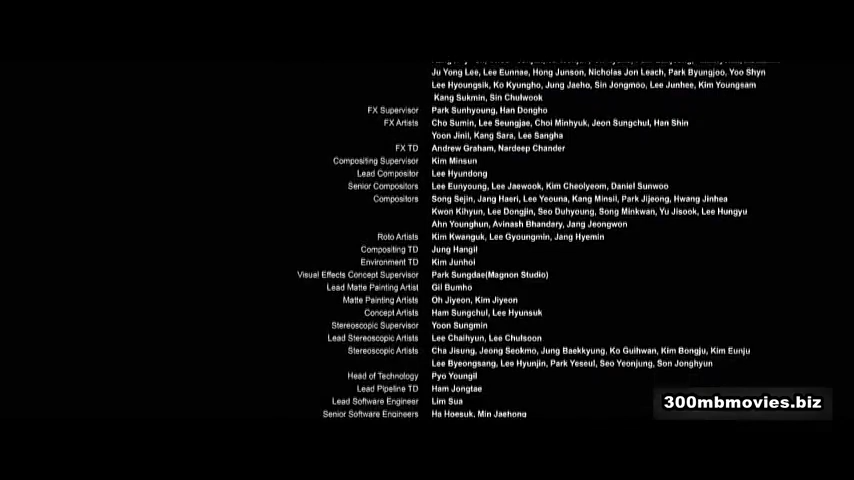 Ju Yong Lee, Lee Eunnae, Hong Junson, Nicholas Jon Leach, Park Byungjoo, Yoo Shyn
Lee Hyoungsik, Ko Kyungho, Jung Jaeho, Sin Jongmoo, Lee Junhee, Kim Youngsam
Kang Sukmin, Sin Chulwook
FX Supervisor Park Sunhyoung, Han Dongho
FX Artists Cho Sumin, Lee Seungjae, Choi Minhyuk, Jeon Sungchul, Han Shin
Yoon Jinil, Kang Sara, Lee Sangha
FX TD Andrew Graham, Nardeep Chander
Compositing Supervisor Kim Minsun
Lead Compositor Lee Hyundong
Senior Compositors Lee Eunyoung, Lee Jaewook, Kim Cheolyeom, Daniel Sunwoo
Compositors Song Sejin, Jang Haeri, Lee Yeouna, Kang Minsil, Park Jijeong, Hwang Jinhea
Kwon Kihyun, Lee Dongjin, Seo Duhyoung, Song Minkwan, Yu Jisook, Lee Hungyu
Ahn Younghun, Avinash Bhandary, Jang Jeongwon
Roto Artists Kim Kwanguk, Lee Gyoungmin, Jang Hyemin
Compositing TD Jung Hangil
Environment TD Kim Junhoi
Visual Effects Concept Supervisor Park Sungdae(Magnon Studio)
Lead Matte Painting Artist Gil Bumho
Matte Painting Artists Oh Jiyeon, Kim Jiyeon
Concept Artists Ham Sungchul, Lee Hyunsuk
Stereoscopic Supervisor Yoon Sungmin
Lead Stereoscopic Artists Lee Chaihyun, Lee Chulsoon
Stereoscopic Artists Cha Jisung, Jeong Seokmo, Jung Baekkyung, Ko Guihwan, Kim Bongju, Kim Eunju
Lee Byeongsang, Lee Hyunjin, Park Yeseul, Seo Yeonjung, Son Jonghyun
Head of Technology Pyo Youngil
Lead Pipeline TD Ham Jongtae
Lead Software Engineer Lim Sua
Senior Software Engineers Ha Hoesuk, Min Jaehong
300mbmovies.biz